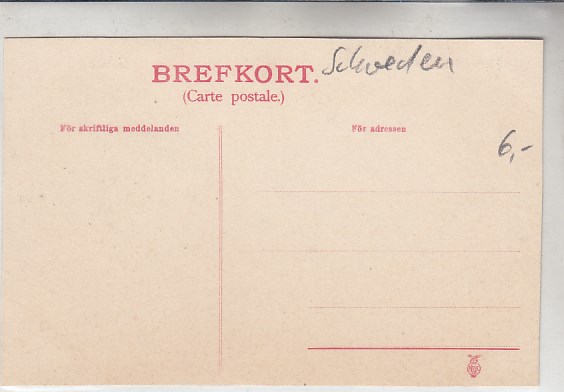 BREFKORT. Schweden
(Carte postale.)
För skriftliga meddelanden
För adressen
6,-